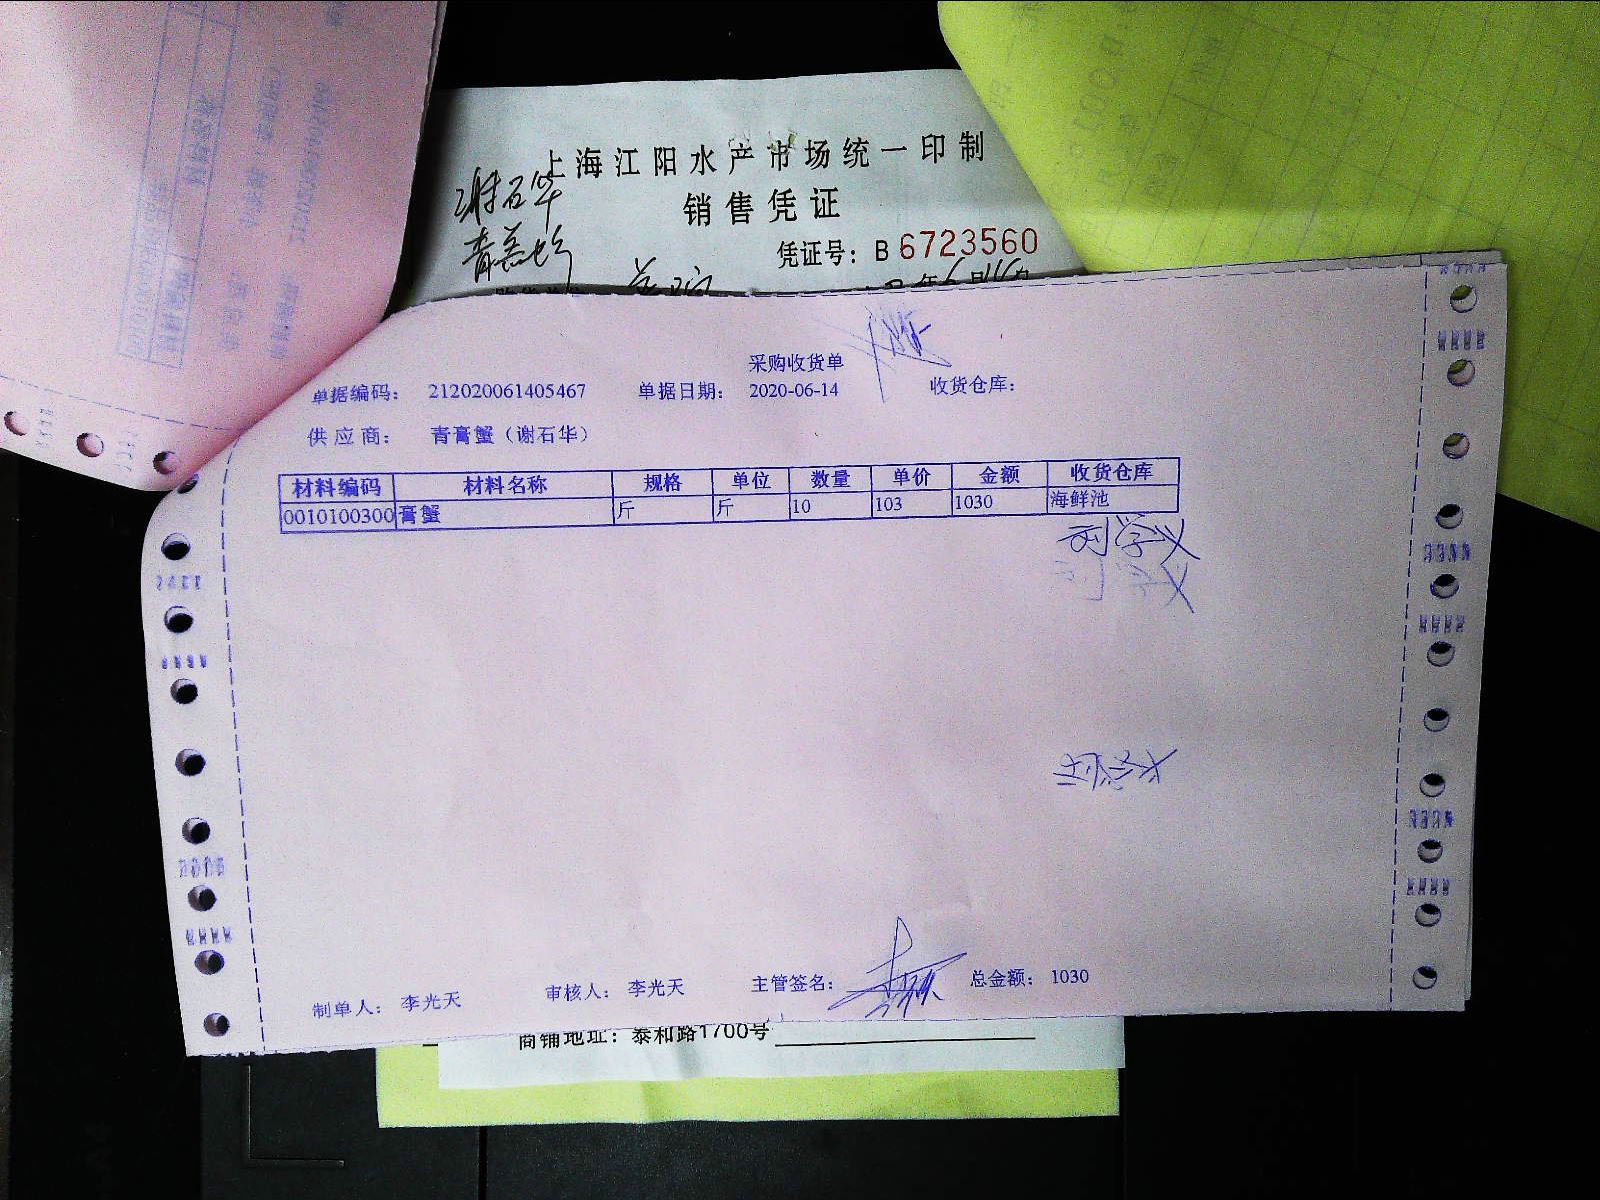 上海江阳水产市场统一印制
谢石华
销售凭证
青膏蟹
凭证号：B 6723560
采购收货单
单据编码： 212020061405467 单据日期： 2020-06-14 收货仓库：
供应商： 青膏蟹（谢石华）
材料编码 材料名称 规格 单位 数量 单价 金额 收货仓库
0010100300 膏蟹 斤 斤 10 103 1030 海鲜池
制单人： 李光天 审核人： 李光天 主管签名： 总金额： 1030
商铺地址：泰和路1700号